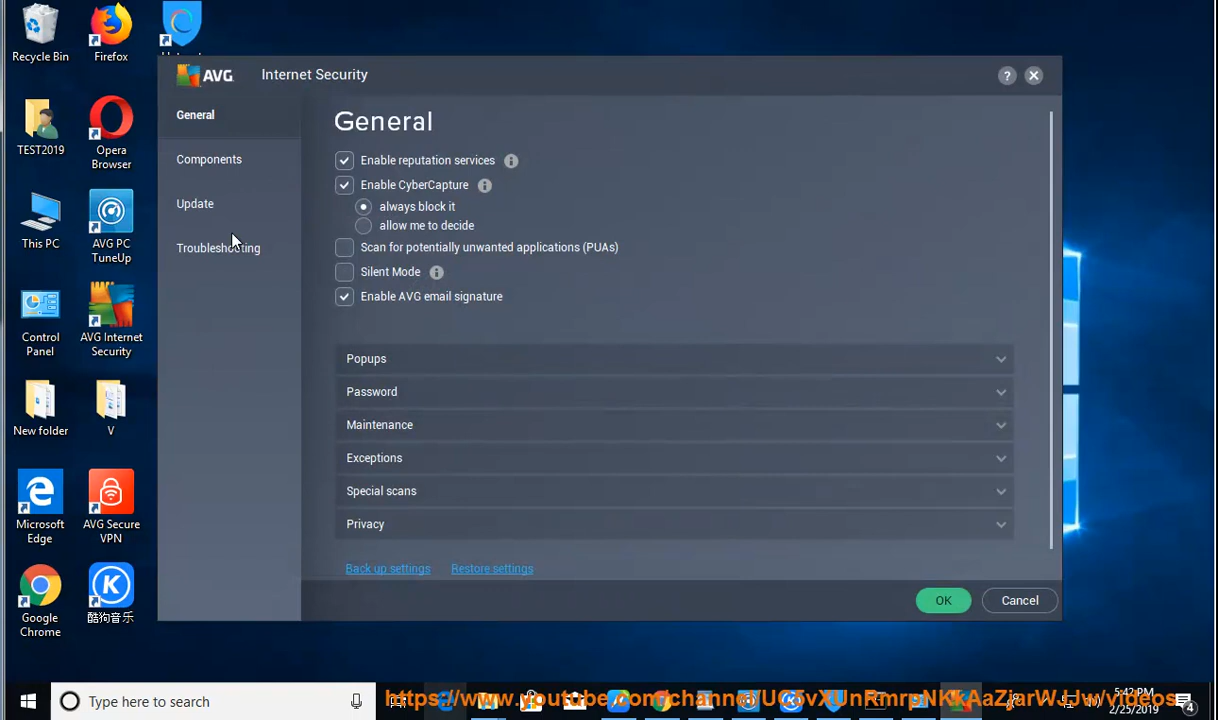 Recycle Bin
Firefox
TEST2019
Opera
Browser
This PC
AVG PC
TuneUp
Control
Panel
AVG Internet
Security
New folder
V
Microsoft
Edge
AVG Secure
VPN
Google
Chrome
酷狗音乐
AVG Internet Security
?
General
Components
Update
Troubleshooting
General
Enable reputation services
Enable CyberCapture
always block it
allow me to decide
Scan for potentially unwanted applications (PUAs)
Silent Mode
Enable AVG email signature
Popups
Password
Maintenance
Exceptions
Special scans
Privacy
Back up settings Restore settings
OK Cancel
Type here to search
5:42 PM
2/25/2019
4